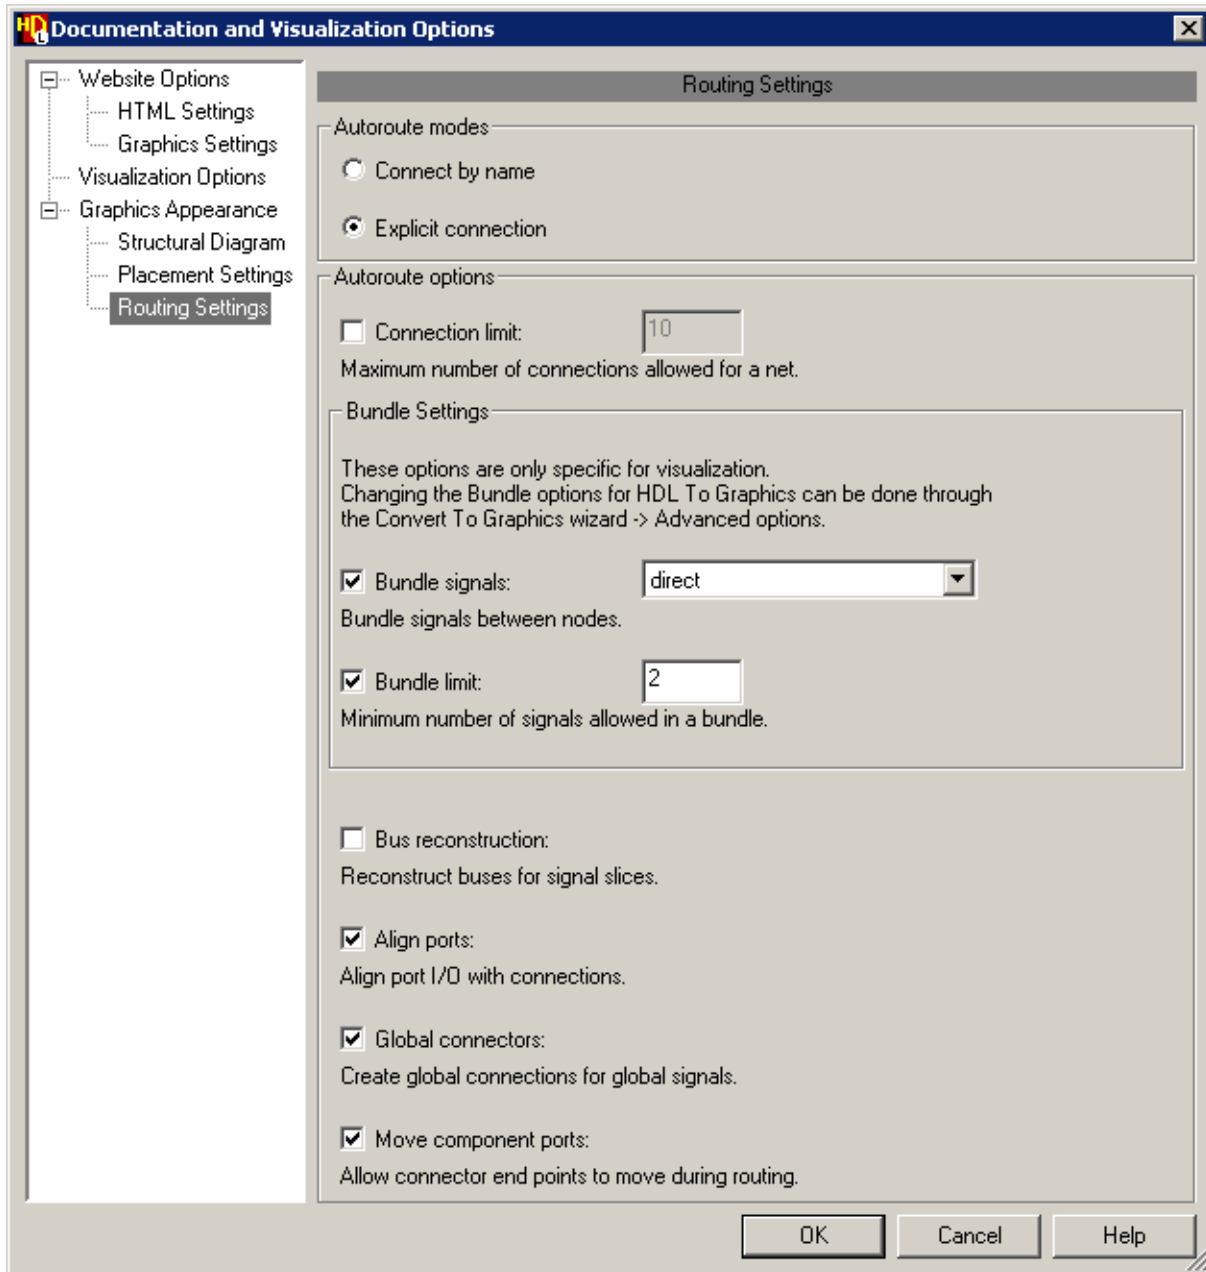 HDL Documentation and Visualization Options
Website Options
HTML Settings
Graphics Settings
Visualization Options
Graphics Appearance
Structural Diagram
Placement Settings
Routing Settings
Routing Settings
Autoroute modes
Connect by name
Explicit connection
Autoroute options
Connection limit: 10
Maximum number of connections allowed for a net.
Bundle Settings
These options are only specific for visualization.
Changing the Bundle options for HDL To Graphics can be done through
the Convert To Graphics wizard -> Advanced options.
Bundle signals: direct
Bundle signals between nodes.
Bundle limit: 2
Minimum number of signals allowed in a bundle.
Bus reconstruction:
Reconstruct buses for signal slices.
Align ports:
Align port I/O with connections.
Global connectors:
Create global connections for global signals.
Move component ports:
Allow connector end points to move during routing.
OK Cancel Help